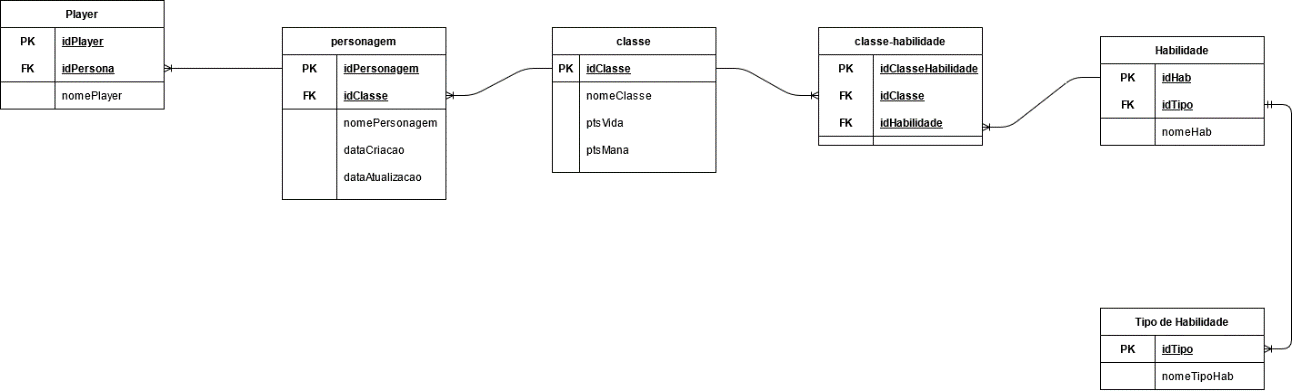 Player
PK idPlayer
FK idPersona
nomePlayer
personagem
PK idPersonagem
FK idClasse
nomePersonagem
dataCriacao
dataAtualizacao
classe
PK idClasse
nomeClasse
ptsVida
ptsMana
classe-habilidade
PK idClasseHabilidade
FK idClasse
FK idHabilidade
Habilidade
PK idHab
FK idTipo
nomeHab
Tipo de Habilidade
PK idTipo
nomeTipoHab